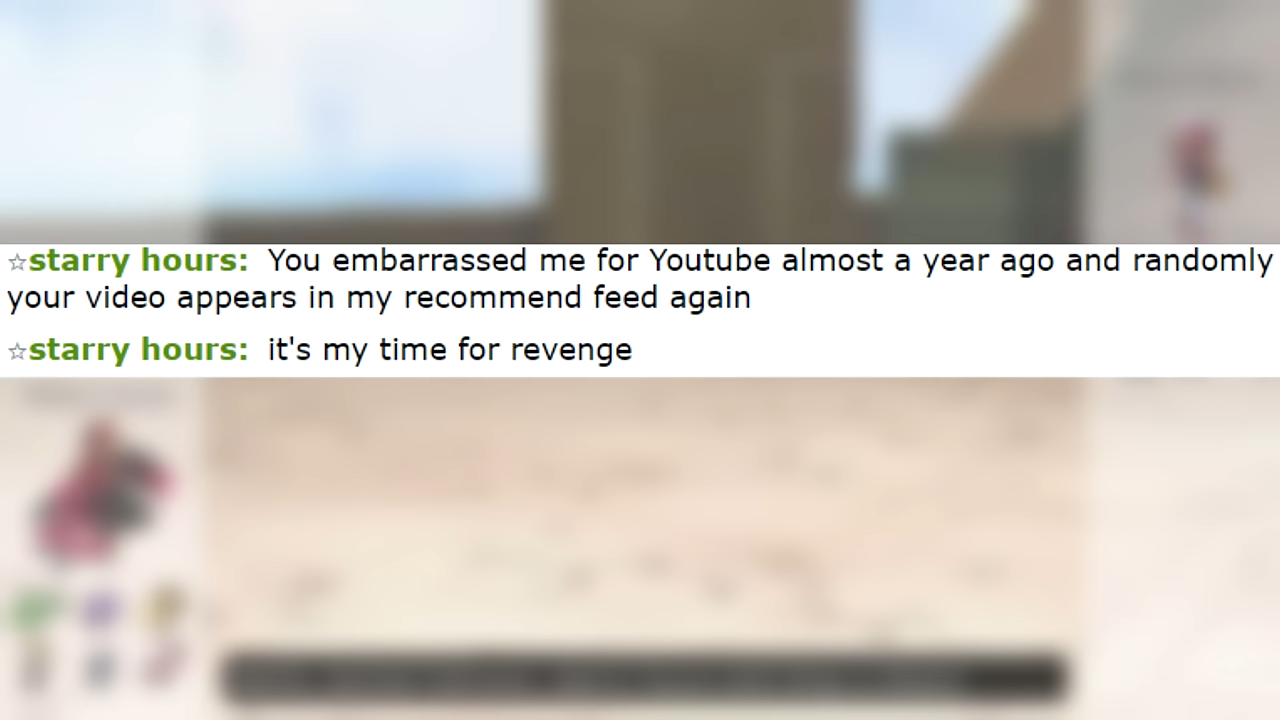 ☆starry hours: You embarrassed me for Youtube almost a year ago and randomly
your video appears in my recommend feed again
☆starry hours: it's my time for revenge